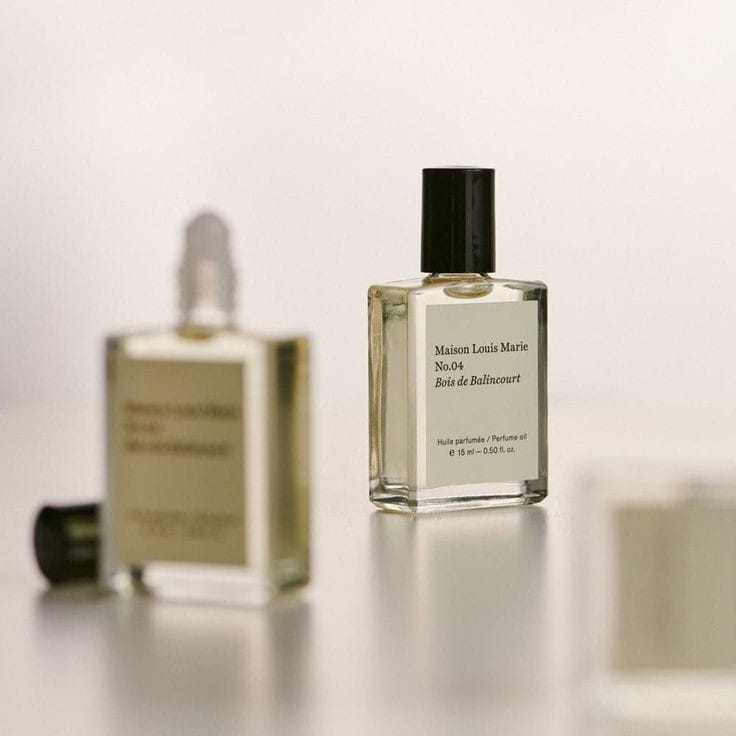 Maison Louis Marie
No.04
Bois de Balincourt
Huile parfumée / Perfume oil
℮ 15 ml — 0.50 fl. oz.